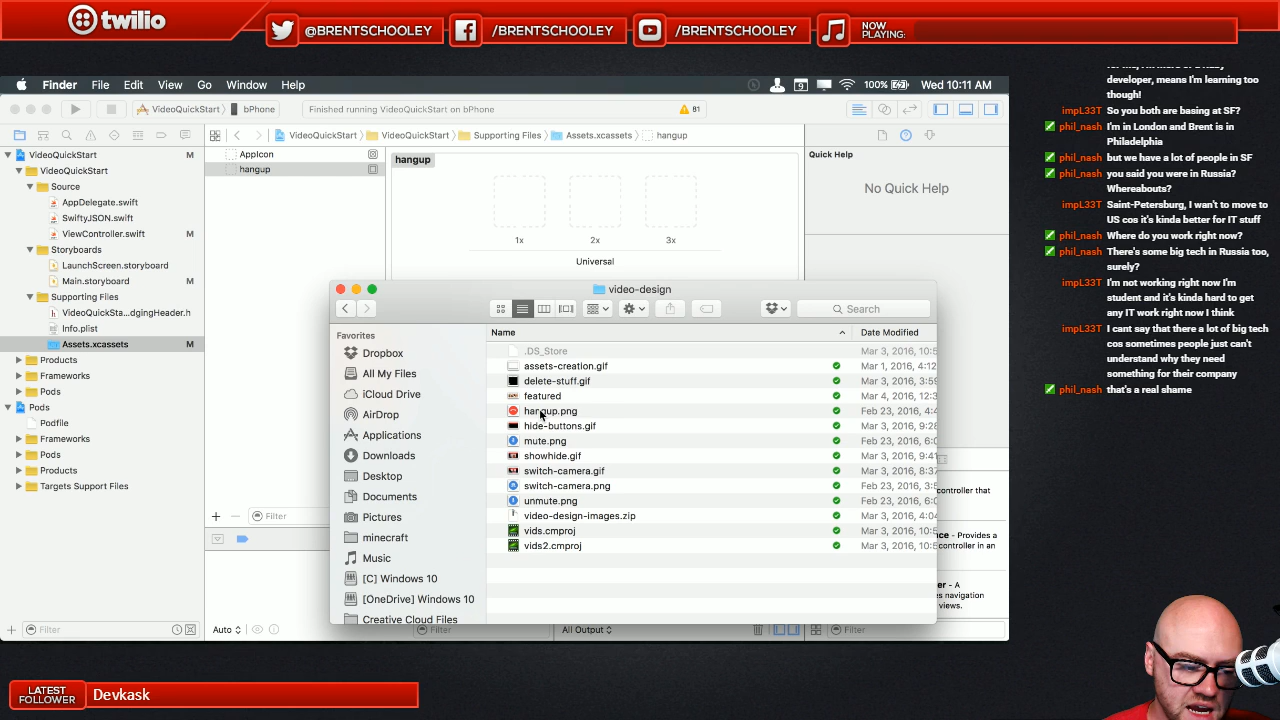 twilio
@BRENTSCHOOLEY
/BRENTSCHOOLEY
/BRENTSCHOOLEY
NOW
PLAYING:
Finder File Edit View Go Window Help
9
100%
Wed 10:11 AM
VideoQuickStart
bPhone
Finished running VideoQuickStart on bPhone
81
VideoQuickStart
VideoQuickStart
Supporting Files
Assets.xcassets
hangup
VideoQuickStart M
VideoQuickStart
Source
AppDelegate.swift
SwiftyJSON.swift
ViewController.swift M
Storyboards
LaunchScreen.storyboard
Main.storyboard M
Supporting Files
VideoQuickSta...dgingHeader.h
Info.plist
Assets.xcassets M
Products
Frameworks
Pods
Pods
Podfile
Frameworks
Pods
Products
Targets Support Files
Filter
AppIcon
hangup
Filter
hangup
1x
2x
3x
Universal
Quick Help
No Quick Help
controller that
ce - Provides a
controller in an
er - A
es navigation
views.
Auto
Filter
All Output
Filter
video-design
Search
Favorites
Dropbox
All My Files
iCloud Drive
AirDrop
Applications
Downloads
Desktop
Documents
Pictures
minecraft
Music
[C] Windows 10
[OneDrive] Windows 10
Creative Cloud Files
Name Date Modified
.DS_Store Mar 3, 2016, 10:5
assets-creation.gif Mar 1, 2016, 4:12
delete-stuff.gif Mar 3, 2016, 3:59
featured Mar 4, 2016, 12:3
hangup.png Feb 23, 2016, 4:4
hide-buttons.gif Mar 3, 2016, 9:28
mute.png Feb 23, 2016, 6:0
showhide.gif Mar 3, 2016, 9:41
switch-camera.gif Mar 3, 2016, 8:37
switch-camera.png Feb 23, 2016, 3:5
unmute.png Feb 23, 2016, 6:0
video-design-images.zip Mar 3, 2016, 4:04
vids.cmproj Mar 3, 2016, 10:5
vids2.cmproj Mar 3, 2016, 10:5
developer, means I'm learning too
though!
impL33T So you both are basing at SF?
phil_nash I'm in London and Brent is in
Philadelphia
phil_nash but we have a lot of people in SF
phil_nash you said you were in Russia?
Whereabouts?
impL33T Saint-Petersburg, I wan't to move to
US cos it's kinda better for IT stuff
phil_nash Where do you work right now?
phil_nash There's some big tech in Russia too,
surely?
impL33T I'm not working right now I'm
student and it's kinda hard to get
any IT work right now I think
impL33T I cant say that there a lot of big tech
cos sometimes people just can't
understand why they need
something for their company
phil_nash that's a real shame
LATEST
FOLLOWER
Devkask